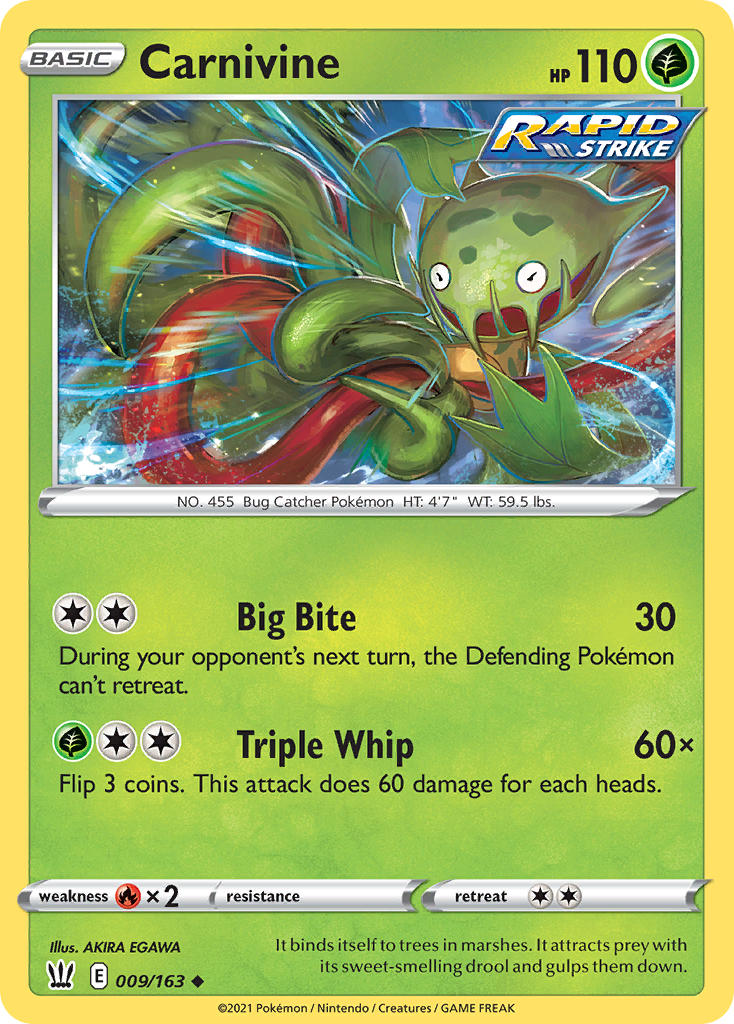 BASIC Carnivine HP 110
RAPID
STRIKE
NO. 455 Bug Catcher Pokémon HT: 4'7" WT: 59.5 lbs.
Big Bite 30
During your opponent's next turn, the Defending Pokémon
can't retreat.
Triple Whip 60×
Flip 3 coins. This attack does 60 damage for each heads.
weakness ×2 resistance retreat
Illus. AKIRA EGAWA
It binds itself to trees in marshes. It attracts prey with
its sweet-smelling drool and gulps them down.
E 009/163
©2021 Pokémon / Nintendo / Creatures / GAME FREAK